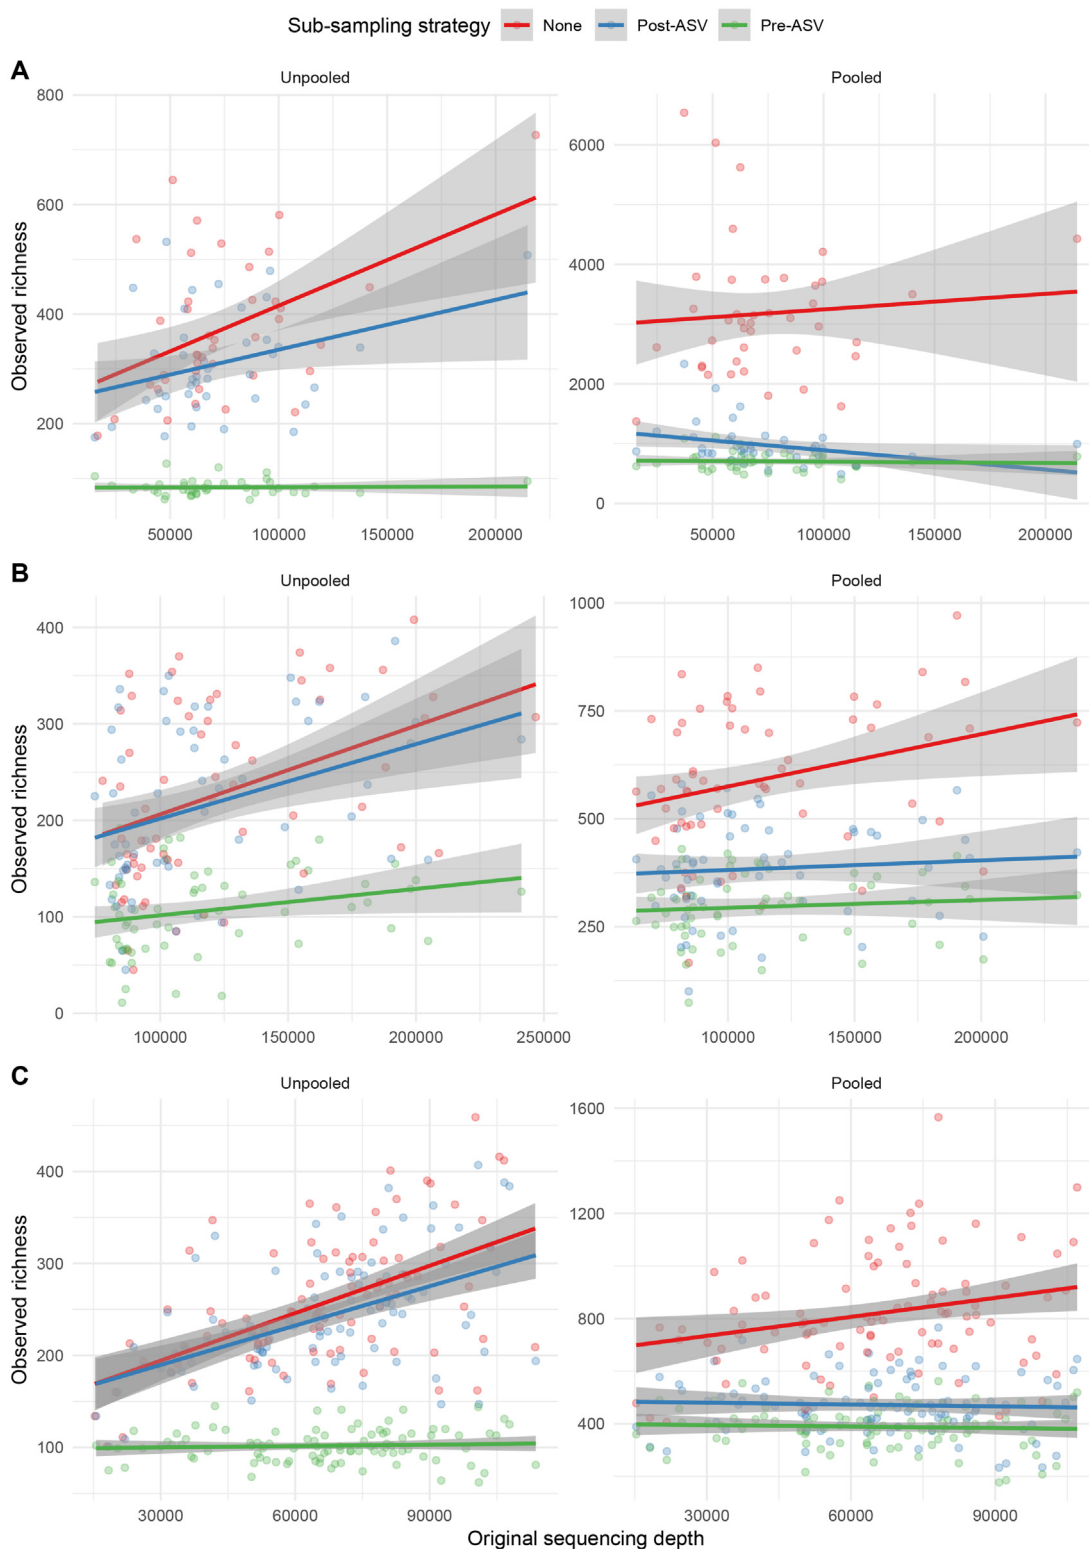 Sub-sampling strategy None Post-ASV Pre-ASV
A
Unpooled Pooled
Observed richness
800
600
400
200
6000
4000
2000
0
50000 100000 150000 200000 50000 100000 150000 200000
B
Unpooled Pooled
Observed richness
400
300
200
100
0
1000
750
500
250
100000 150000 200000 250000 100000 150000 200000
C
Unpooled Pooled
Observed richness
400
300
200
100
1600
1200
800
400
30000 60000 90000 30000 60000 90000
Original sequencing depth